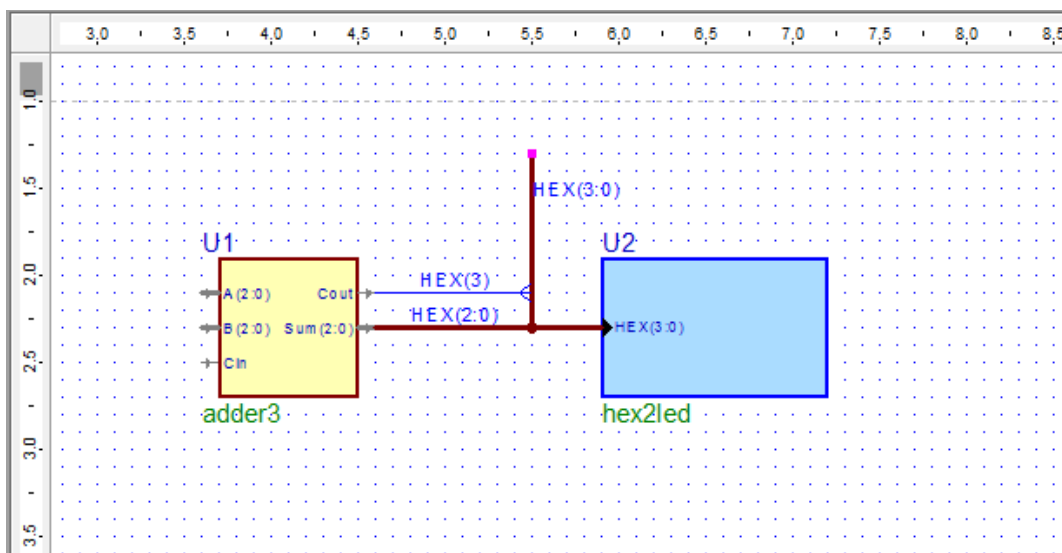 3,0 3,5 4,0 4,5 5,0 5,5 6,0 6,5 7,0 7,5 8,0 8,5
1,0
1,5
2,0
2,5
3,0
3,5
HEX(3:0)
U1
U2
A(2:0) Cout
HEX(3)
B(2:0) Sum(2:0)
HEX(2:0)
HEX(3:0)
Cin
adder3
hex2led